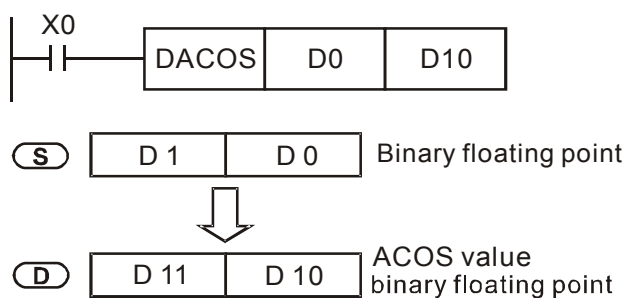 X0
DACOS D0 D10
S D 1 D 0 Binary floating point
D D 11 D 10 ACOS value
binary floating point